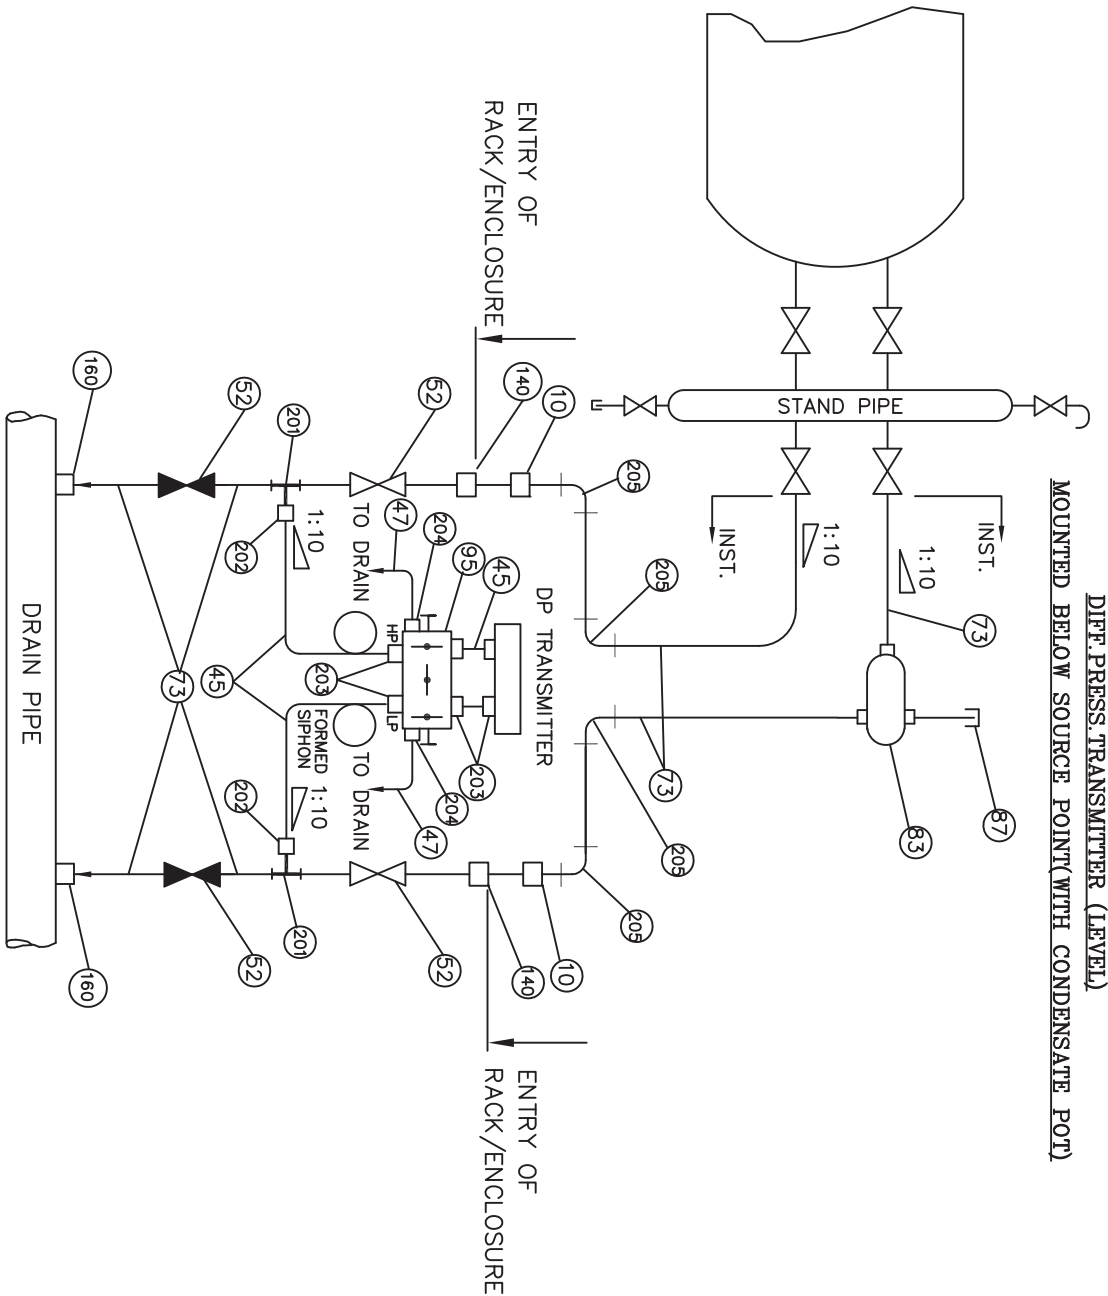 DIFF.PRESS.TRANSMITTER (LEVEL)
MOUNTED BELOW SOURCE POINT(WITH CONDENSATE POT)
STAND PIPE
INST.
INST.
1:10
1:10
73
87
83
205
205
73
205
205
ENTRY OF
RACK/ENCLOSURE
ENTRY OF
RACK/ENCLOSURE
10
140
10
140
DP TRANSMITTER
52
47
204
95
45
203
204
47
52
TO DRAIN
HP
LP
TO DRAIN
203
1:10
FORMED
SIPHON
1:10
201
202
45
202
201
52
73
52
160
160
DRAIN PIPE